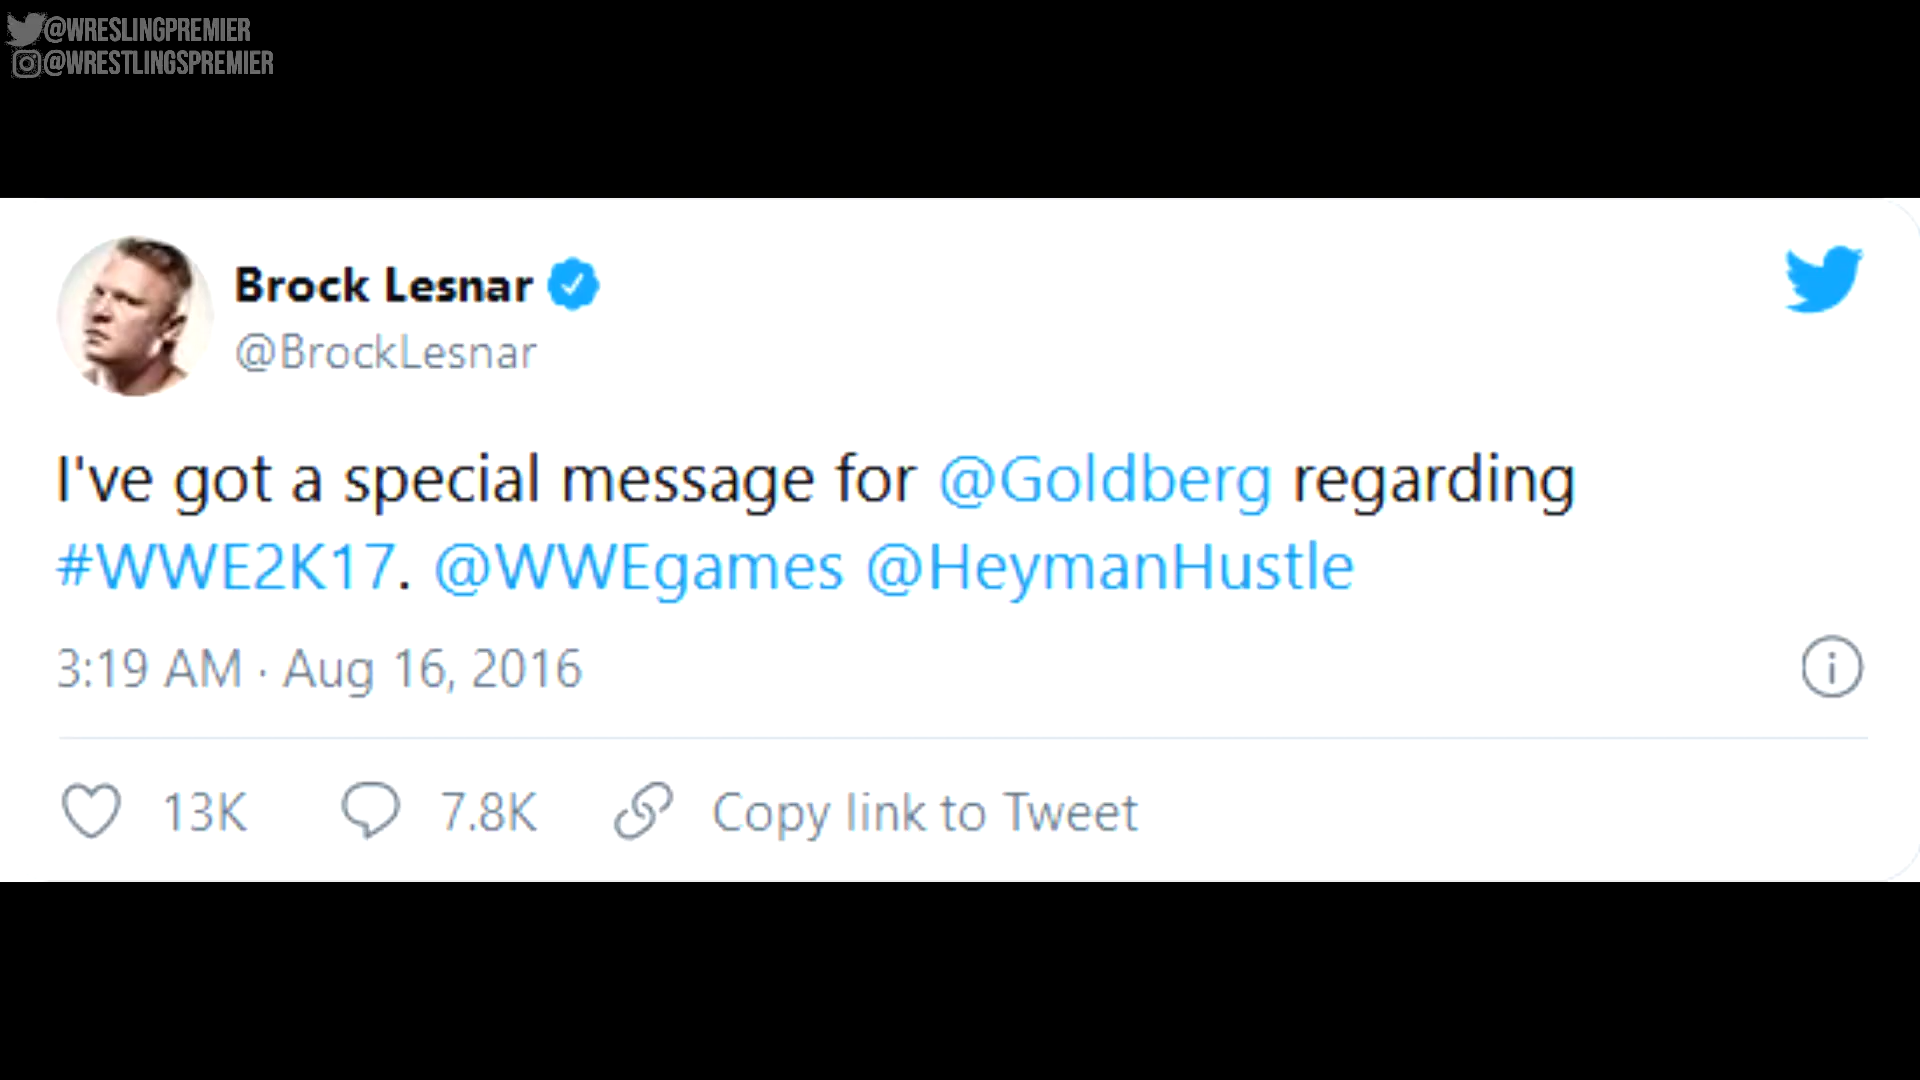 @WRESLINGPREMIER
@WRESTLINGSPREMIER
Brock Lesnar
@BrockLesnar
I've got a special message for @Goldberg regarding
#WWE2K17. @WWEgames @HeymanHustle
3:19 AM · Aug 16, 2016
13K 7.8K Copy link to Tweet